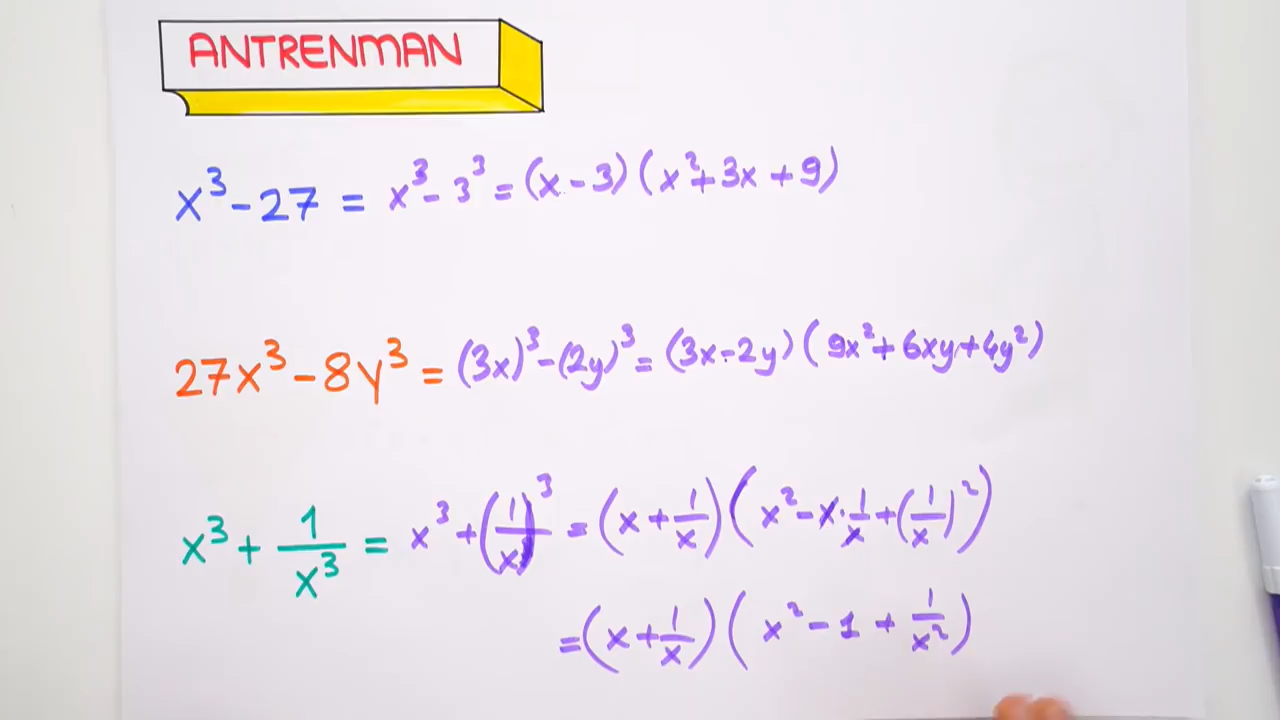 ANTRENMAN
x³ - 27 = x³ - 3³ = (x - 3) (x² + 3x + 9)
27x³ - 8y³ = (3x)³ - (2y)³ = (3x - 2y) (9x² + 6xy + 4y²)
x³ + 1/x³ = x³ + (1/x)³ = (x + 1/x) (x² - x · 1/x + (1/x)²)
= (x + 1/x) (x² - 1 + 1/x²)